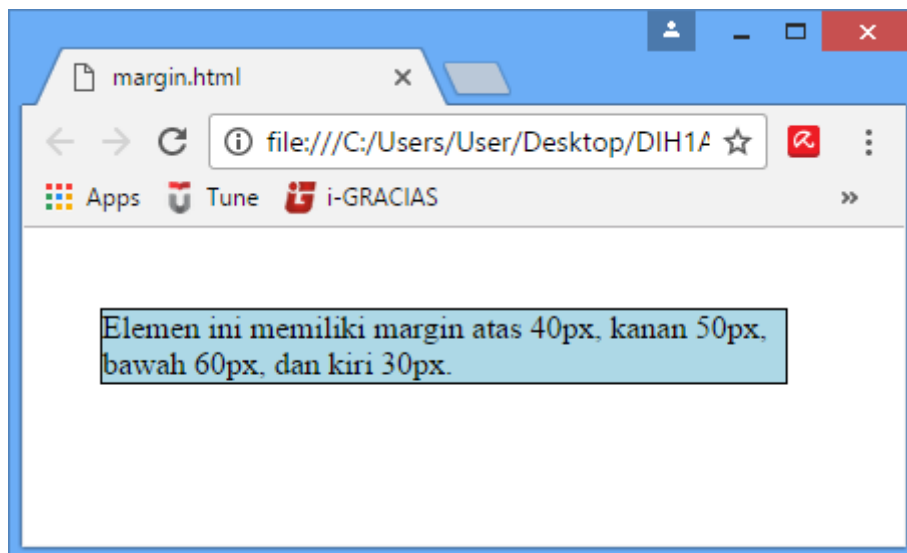 margin.html
file:///C:/Users/User/Desktop/DIH1A
Apps Tune i-GRACIAS
Elemen ini memiliki margin atas 40px, kanan 50px,
bawah 60px, dan kiri 30px.